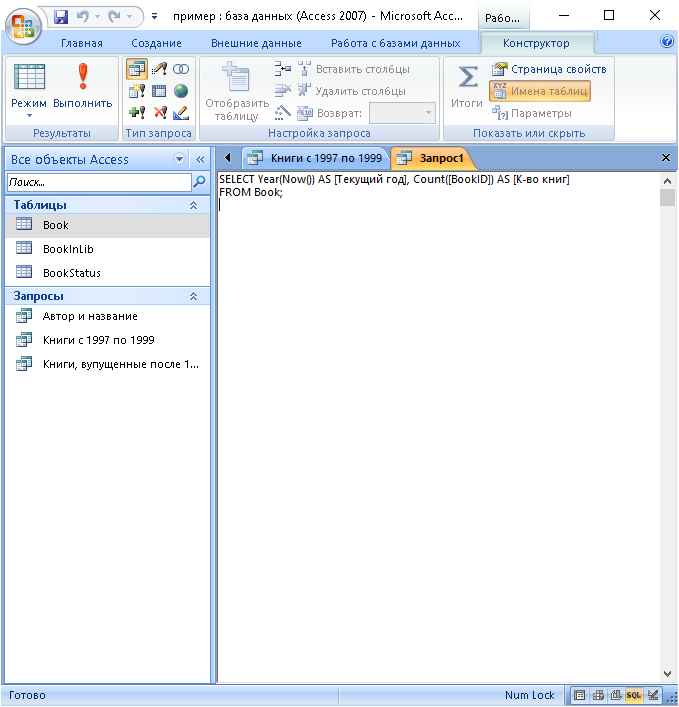 пример : база данных (Access 2007) - Microsoft Acc...
Рабо...
Главная
Создание
Внешние данные
Работа с базами данных
Конструктор
Режим
Выполнить
Результаты
Тип запроса
Отобразить
таблицу
Вставить столбцы
Удалить столбцы
Возврат:
Настройка запроса
Итоги
Страница свойств
XYZ
Имена таблиц
Параметры
Показать или скрыть
Все объекты Access
Поиск...
Таблицы
Book
BookInLib
BookStatus
Запросы
Автор и название
Книги с 1997 по 1999
Книги, вупущенные после 1...
Книги с 1997 по 1999
Запрос1
SELECT Year(Now()) AS [Текущий год], Count([BookID]) AS [К-во книг]
FROM Book;
Готово
Num Lock
SQL